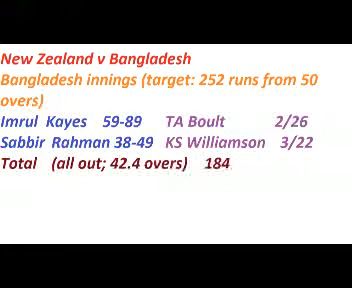 New Zealand v Bangladesh
Bangladesh innings (target: 252 runs from 50
overs)
Imrul Kayes 59-89 TA Boult 2/26
Sabbir Rahman 38-49 KS Williamson 3/22
Total (all out; 42.4 overs) 184